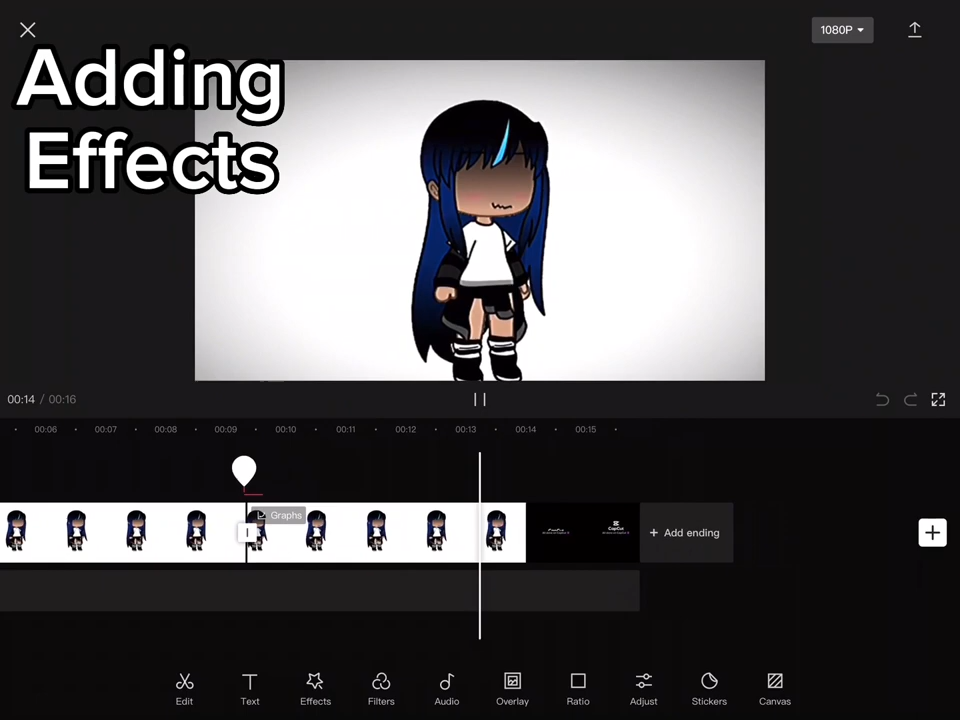 1080P
Adding
Effects
00:14 / 00:16
00:06 00:07 00:08 00:09 00:10 00:11 00:12 00:13 00:14 00:15
Graphs
CapCut
+ Add ending
Edit Text Effects Filters Audio Overlay Ratio Adjust Stickers Canvas